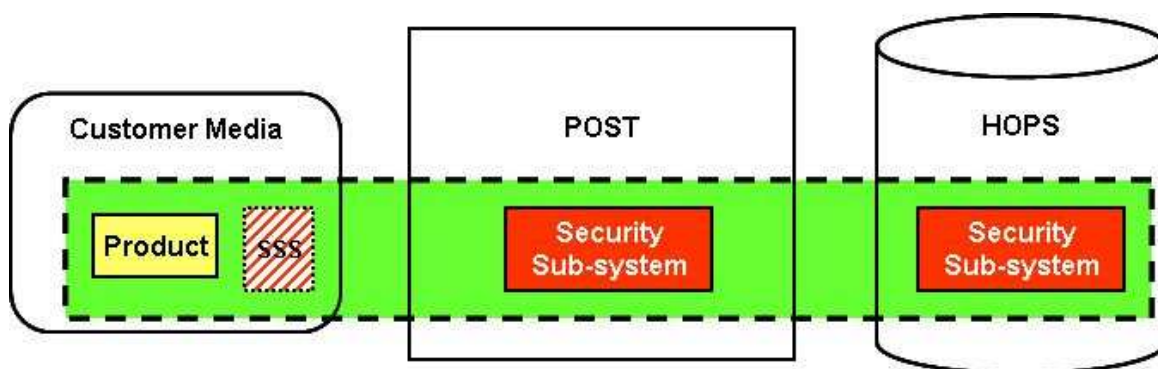 Customer Media
POST
HOPS
Product
SSS
Security
Sub-system
Security
Sub-system